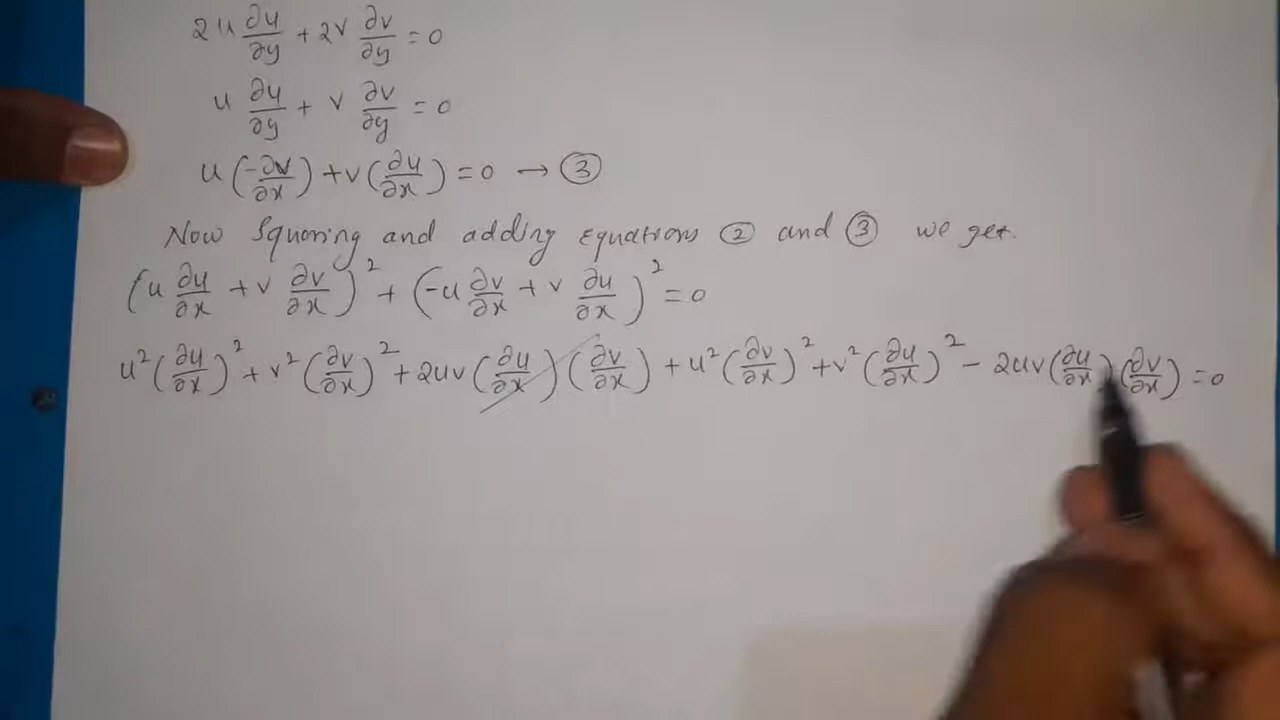 2u ∂u/∂y + 2v ∂v/∂y = 0
u ∂u/∂y + v ∂v/∂y = 0
u (-∂v/∂x) + v (∂u/∂x) = 0 → ③
Now Squaring and adding Equations ② and ③ we get.
(u ∂u/∂x + v ∂v/∂x)² + (-u ∂v/∂x + v ∂u/∂x)² = 0
u² (∂u/∂x)² + v² (∂v/∂x)² + 2uv (∂u/∂x) (∂v/∂x) + u² (∂v/∂x)² + v² (∂u/∂x)² - 2uv (∂u/∂x) (∂v/∂x) = 0